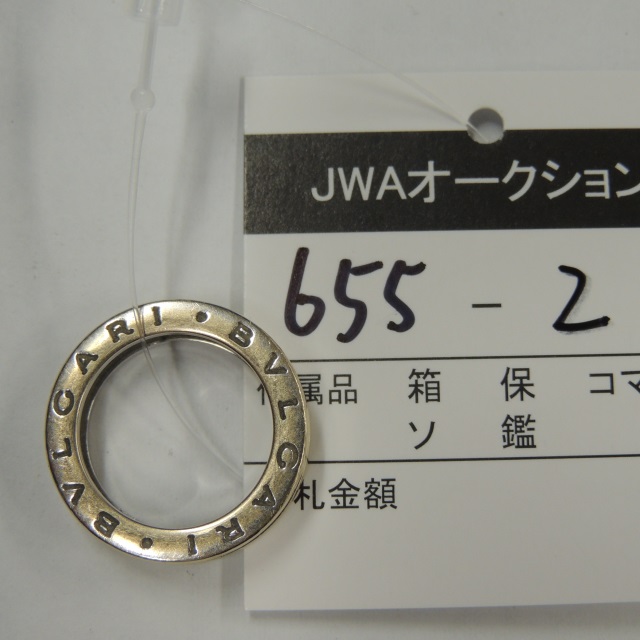 JWAオークション
655 - 2
付属品 箱 保 コマ
ソ 鑑
札金額
BVLGARI • BVLGARI •